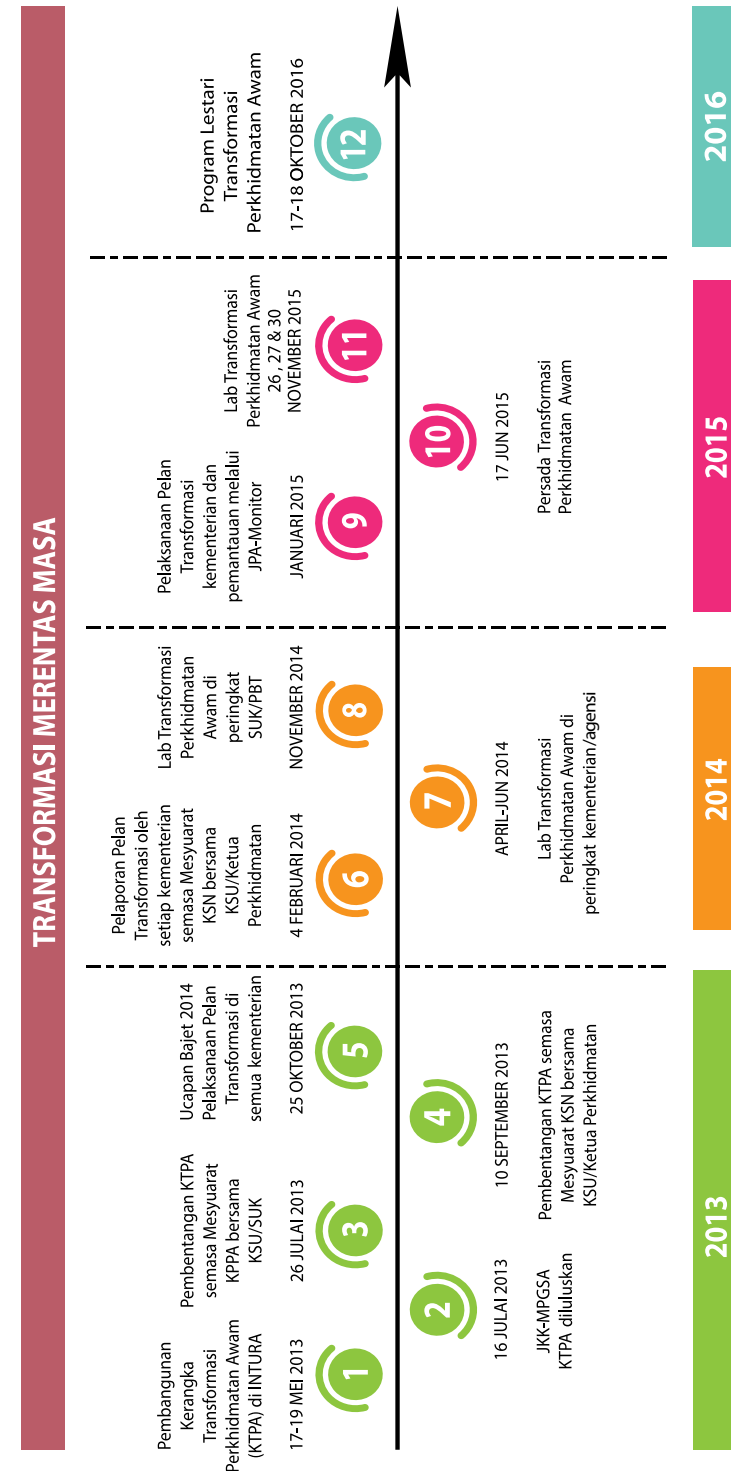 TRANSFORMASI MERENTAS MASA
Pembangunan
Kerangka
Transformasi
Perkhidmatan Awam
(KTPA) di INTURA
17-19 MEI 2013
1
2
16 JULAI 2013
JKK-MPGSA
KTPA diluluskan
Pembentangan KTPA
semasa Mesyuarat
KPPA bersama
KSU/SUK
26 JULAI 2013
3
4
10 SEPTEMBER 2013
Pembentangan KTPA semasa
Mesyuarat KSN bersama
KSU/Ketua Perkhidmatan
Ucapan Bajet 2014
Pelaksanaan Pelan
Transformasi di
semua kementerian
25 OKTOBER 2013
5
Pelaporan Pelan
Transformasi oleh
setiap kementerian
semasa Mesyuarat
KSN bersama
KSU/Ketua
Perkhidmatan
4 FEBRUARI 2014
6
7
APRIL-JUN 2014
Lab Transformasi
Perkhidmatan Awam di
peringkat kementerian/agensi
Lab Transformasi
Perkhidmatan
Awam di
peringkat
SUK/PBT
NOVEMBER 2014
8
Pelaksanaan Pelan
Transformasi
kementerian dan
pemantauan melalui
JPA-Monitor
JANUARI 2015
9
10
17 JUN 2015
Persada Transformasi
Perkhidmatan Awam
Lab Transformasi
Perkhidmatan Awam
26 , 27 & 30
NOVEMBER 2015
11
Program Lestari
Transformasi
Perkhidmatan Awam
17-18 OKTOBER 2016
12
2013
2014
2015
2016